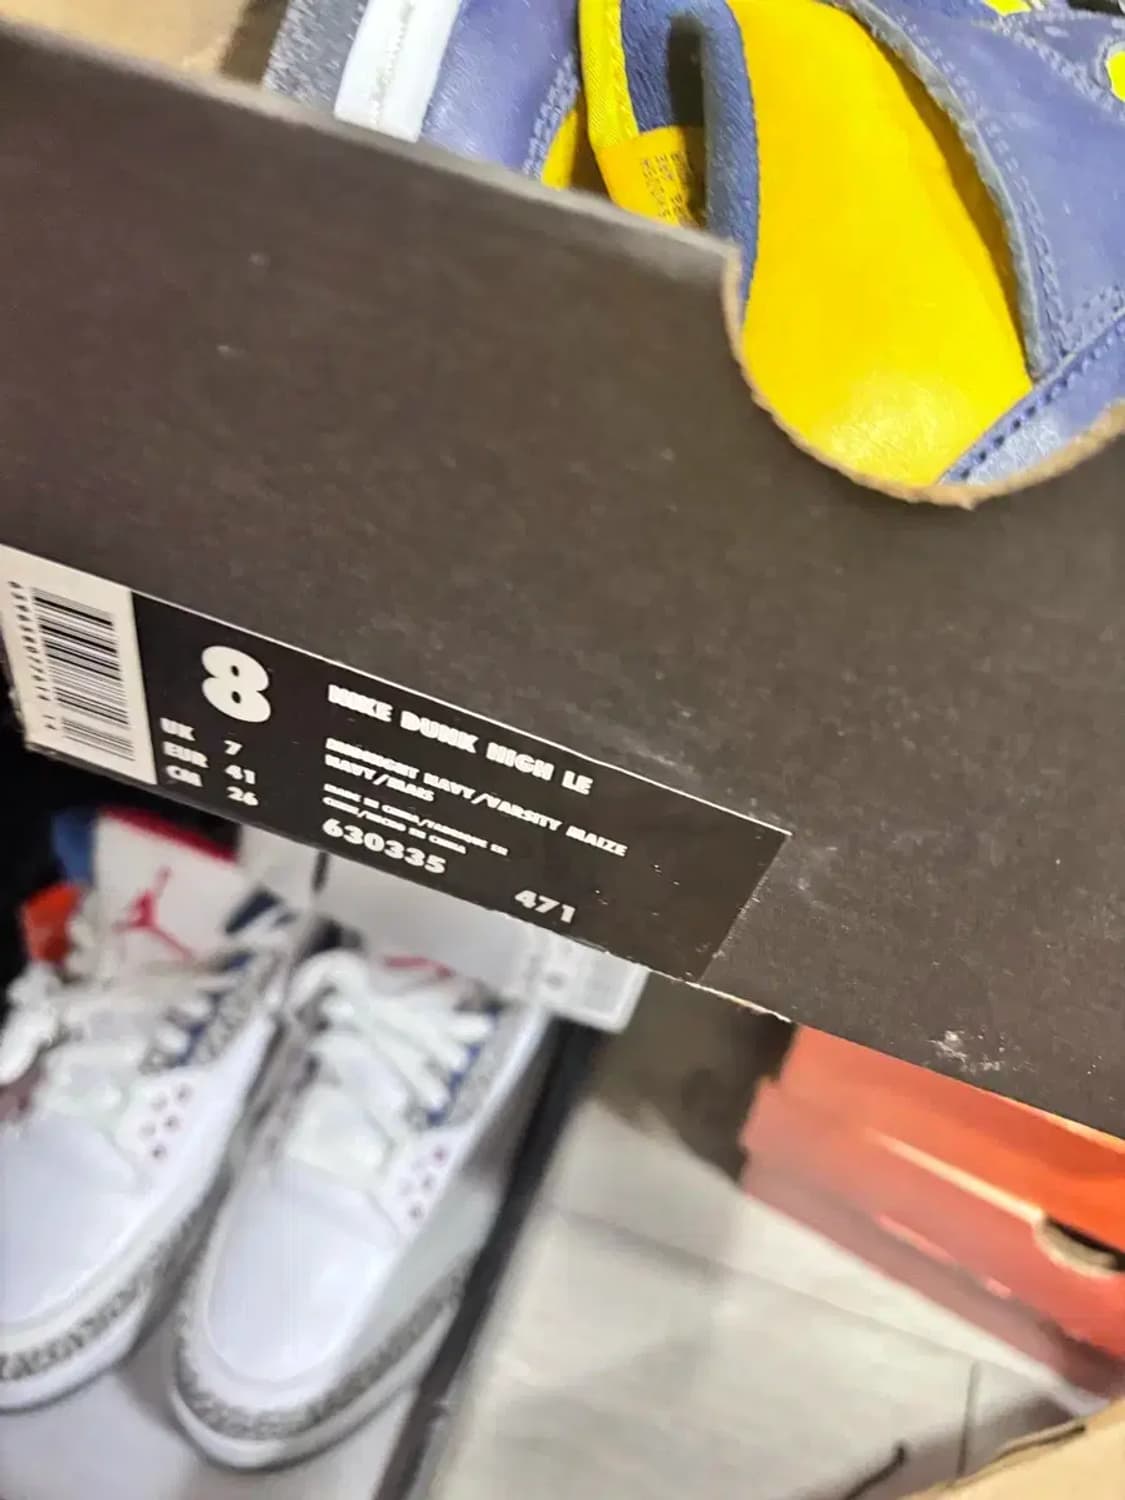 8
UK 7
EUR 41
CM 26
NIKE DUNK HIGH LE
MIDNIGHT NAVY/VARSITY MAIZE
NAVY/MAIS
MADE IN CHINA/FABRIQUE EN
CHINE/HECHO EN CHINA
630335 471